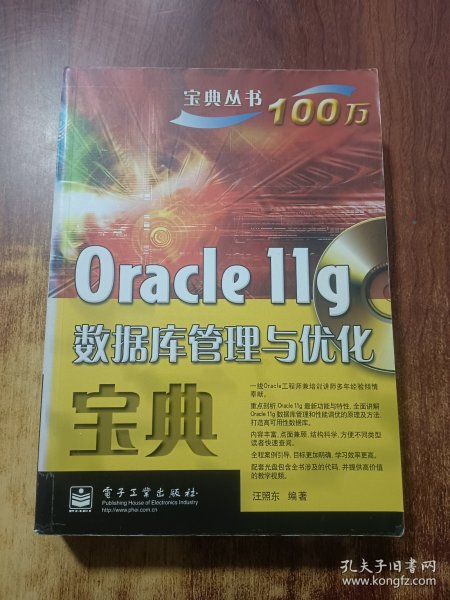 宝典丛书
100万
Oracle 11g
数据库管理与优化
宝典
一线Oracle工程师兼培训讲师多年经验倾情
奉献。
重点剖析Oracle 11g最新功能与特性，全面讲解
Oracle 11g数据库管理和性能调优的原理及方法，
打造高可用性数据库。
内容丰富，点面兼顾，结构科学，方便不同类型
读者快速查阅。
全程案例引导，目标更加明确，学习效率更高。
配套光盘包含全书涉及的代码，并提供高价值
的教学视频。
汪照东 编著
电子工业出版社
Publishing House of Electronics Industry
http://www.phei.com.cn
孔夫子旧书网
www.kongfz.com